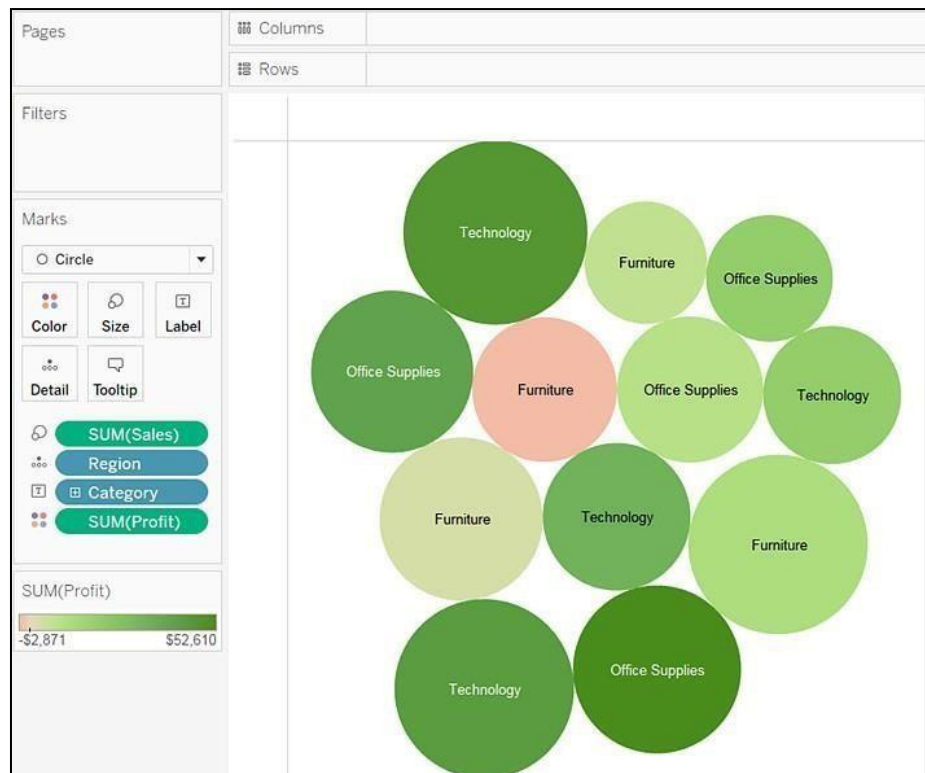 Pages
Columns
Rows
Filters
Marks
Circle
Color
Size
Label
Detail
Tooltip
SUM(Sales)
Region
Category
SUM(Profit)
SUM(Profit)
-$2,871
$52,610
Technology
Furniture
Office Supplies
Office Supplies
Furniture
Office Supplies
Technology
Furniture
Technology
Furniture
Technology
Office Supplies